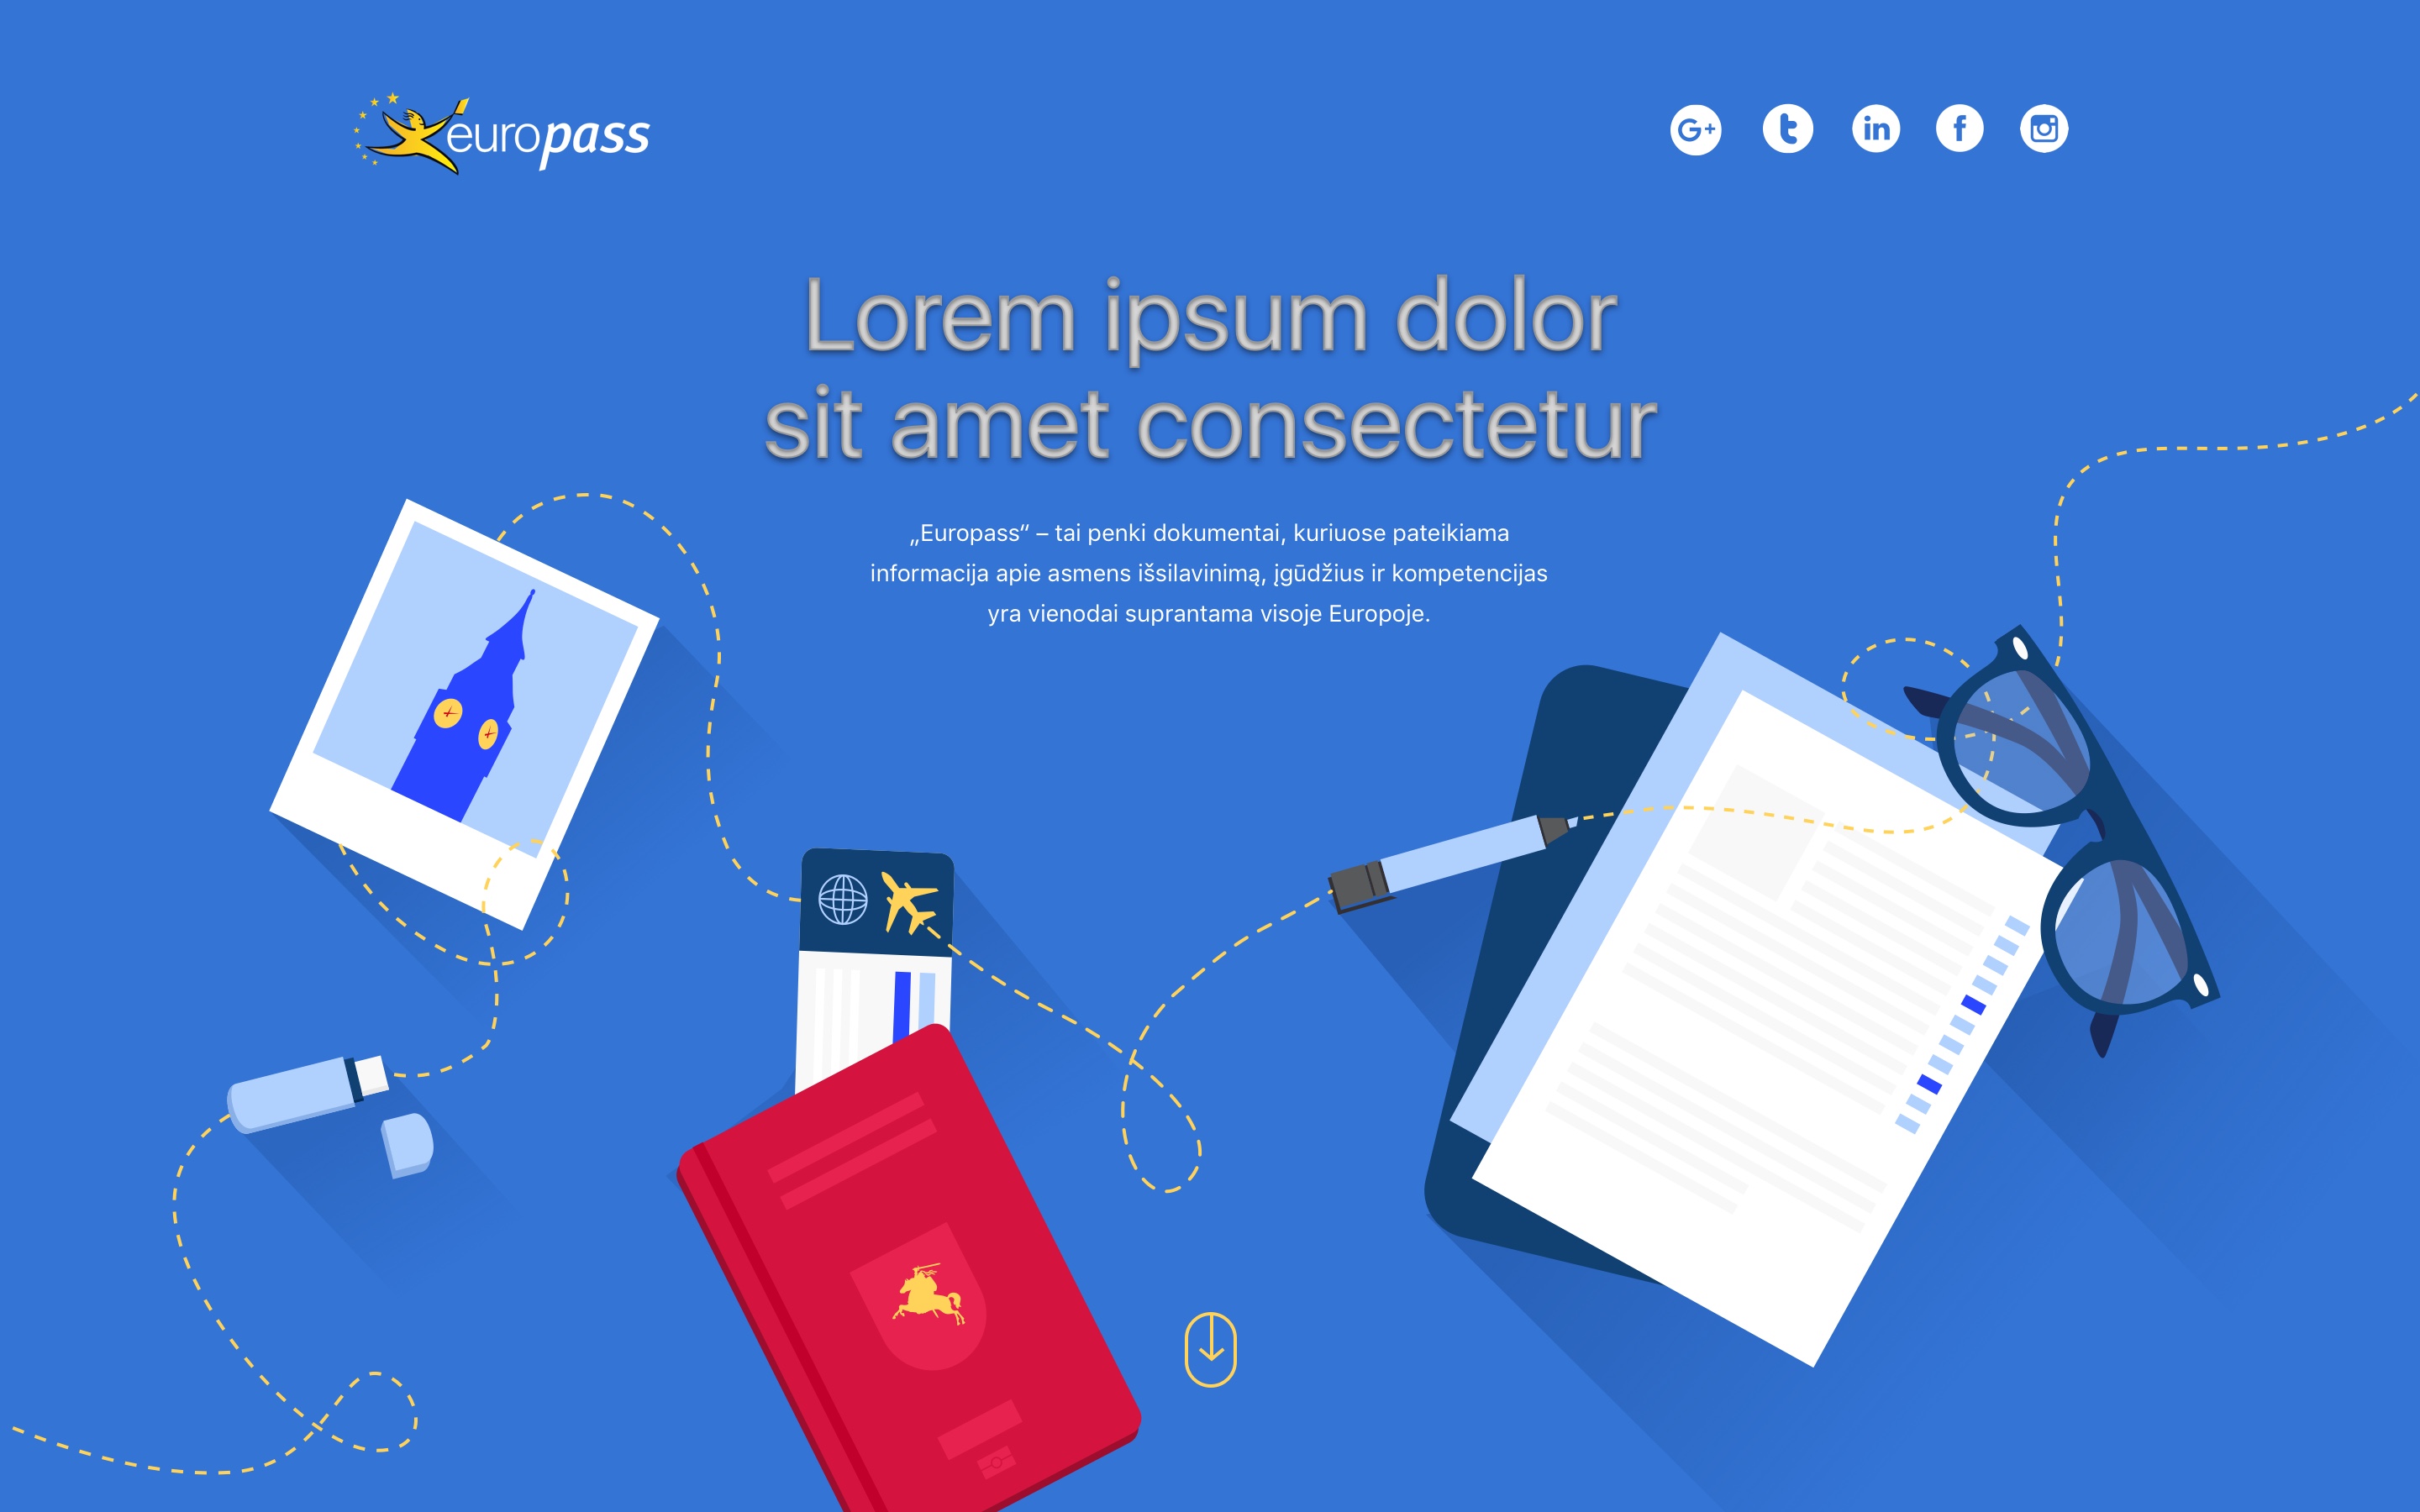 europass
Lorem ipsum dolor
sit amet consectetur
„Europass“ – tai penki dokumentai, kuriuose pateikiama
informacija apie asmens išsilavinimą, įgūdžius ir kompetencijas
yra vienodai suprantama visoje Europoje.